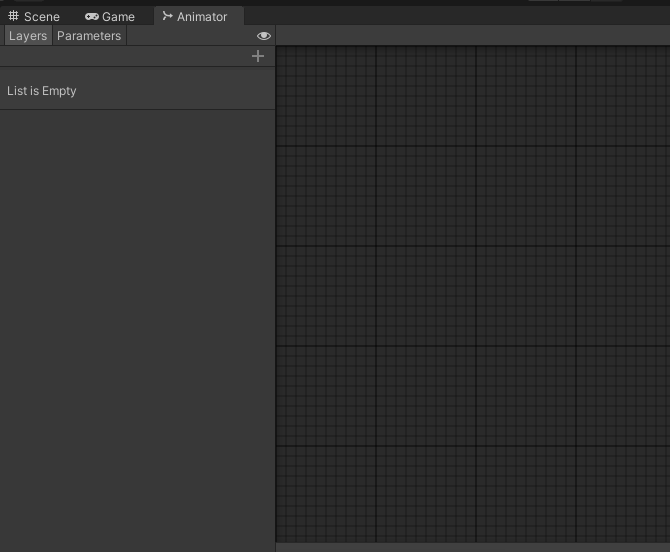 Scene Game Animator
Layers Parameters
List is Empty